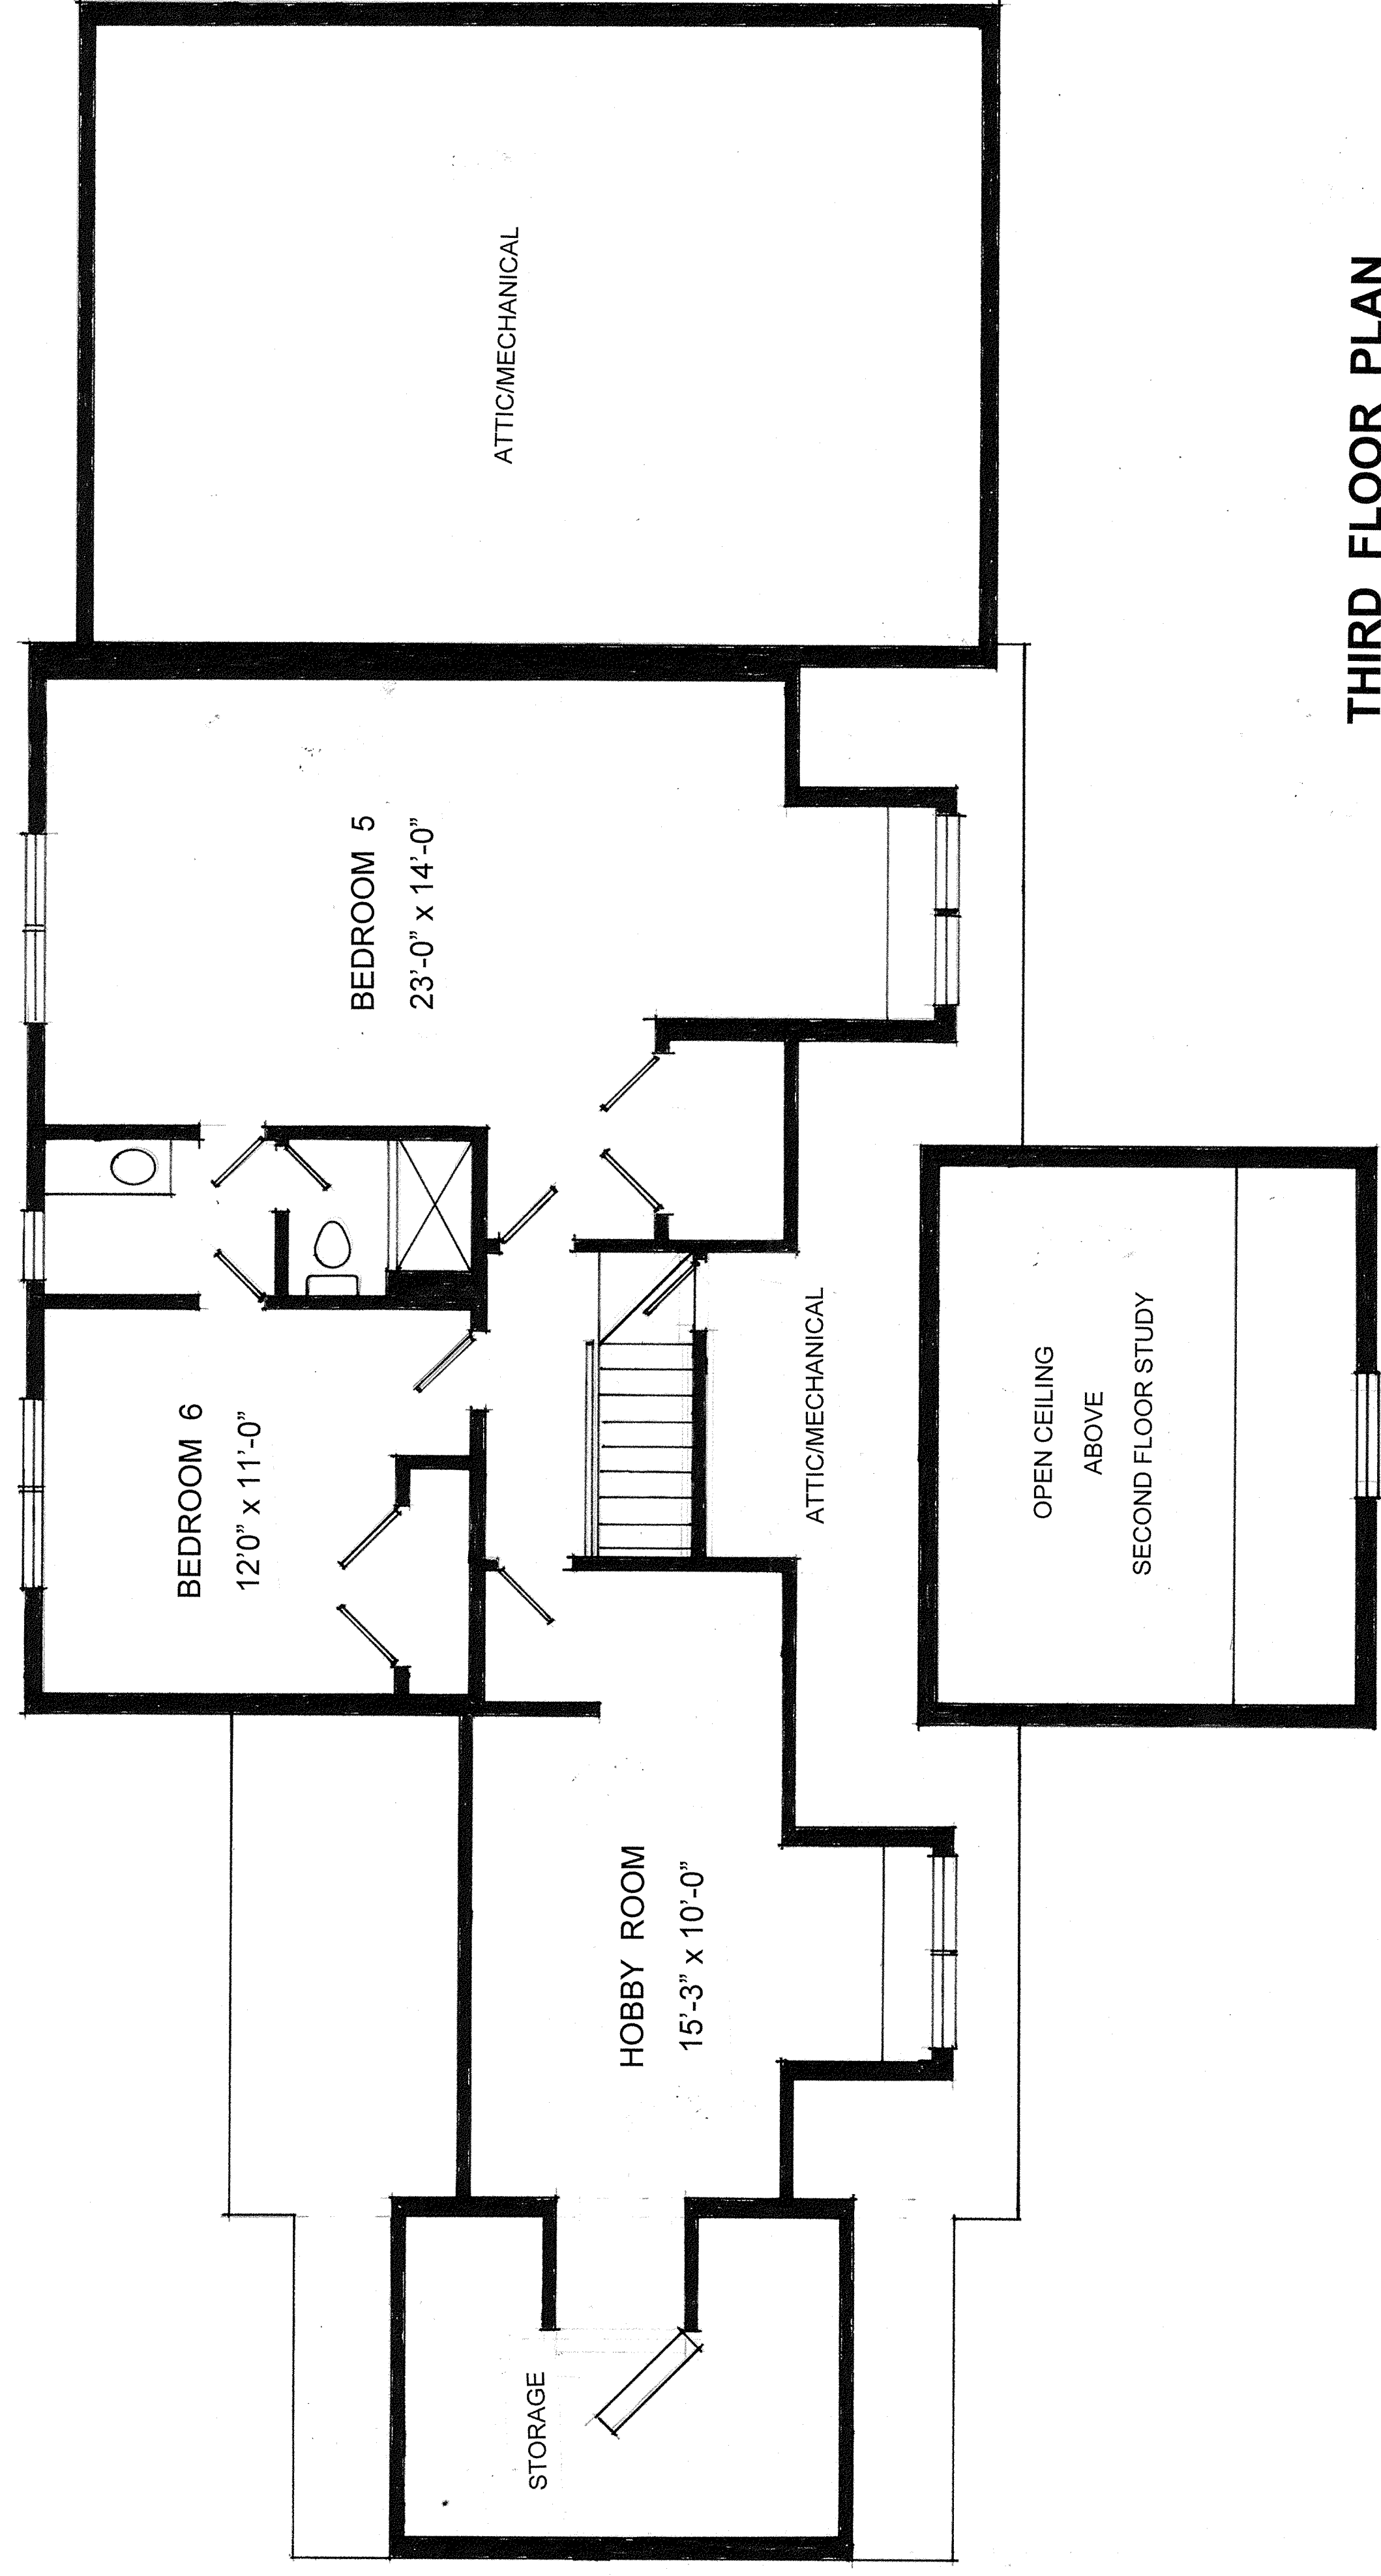 ATTIC/MECHANICAL
BEDROOM 5
23'-0" x 14'-0"
BEDROOM 6
12'0" x 11'-0"
ATTIC/MECHANICAL
OPEN CEILING
ABOVE
SECOND FLOOR STUDY
HOBBY ROOM
15'-3" x 10'-0"
STORAGE
THIRD FLOOR PLAN